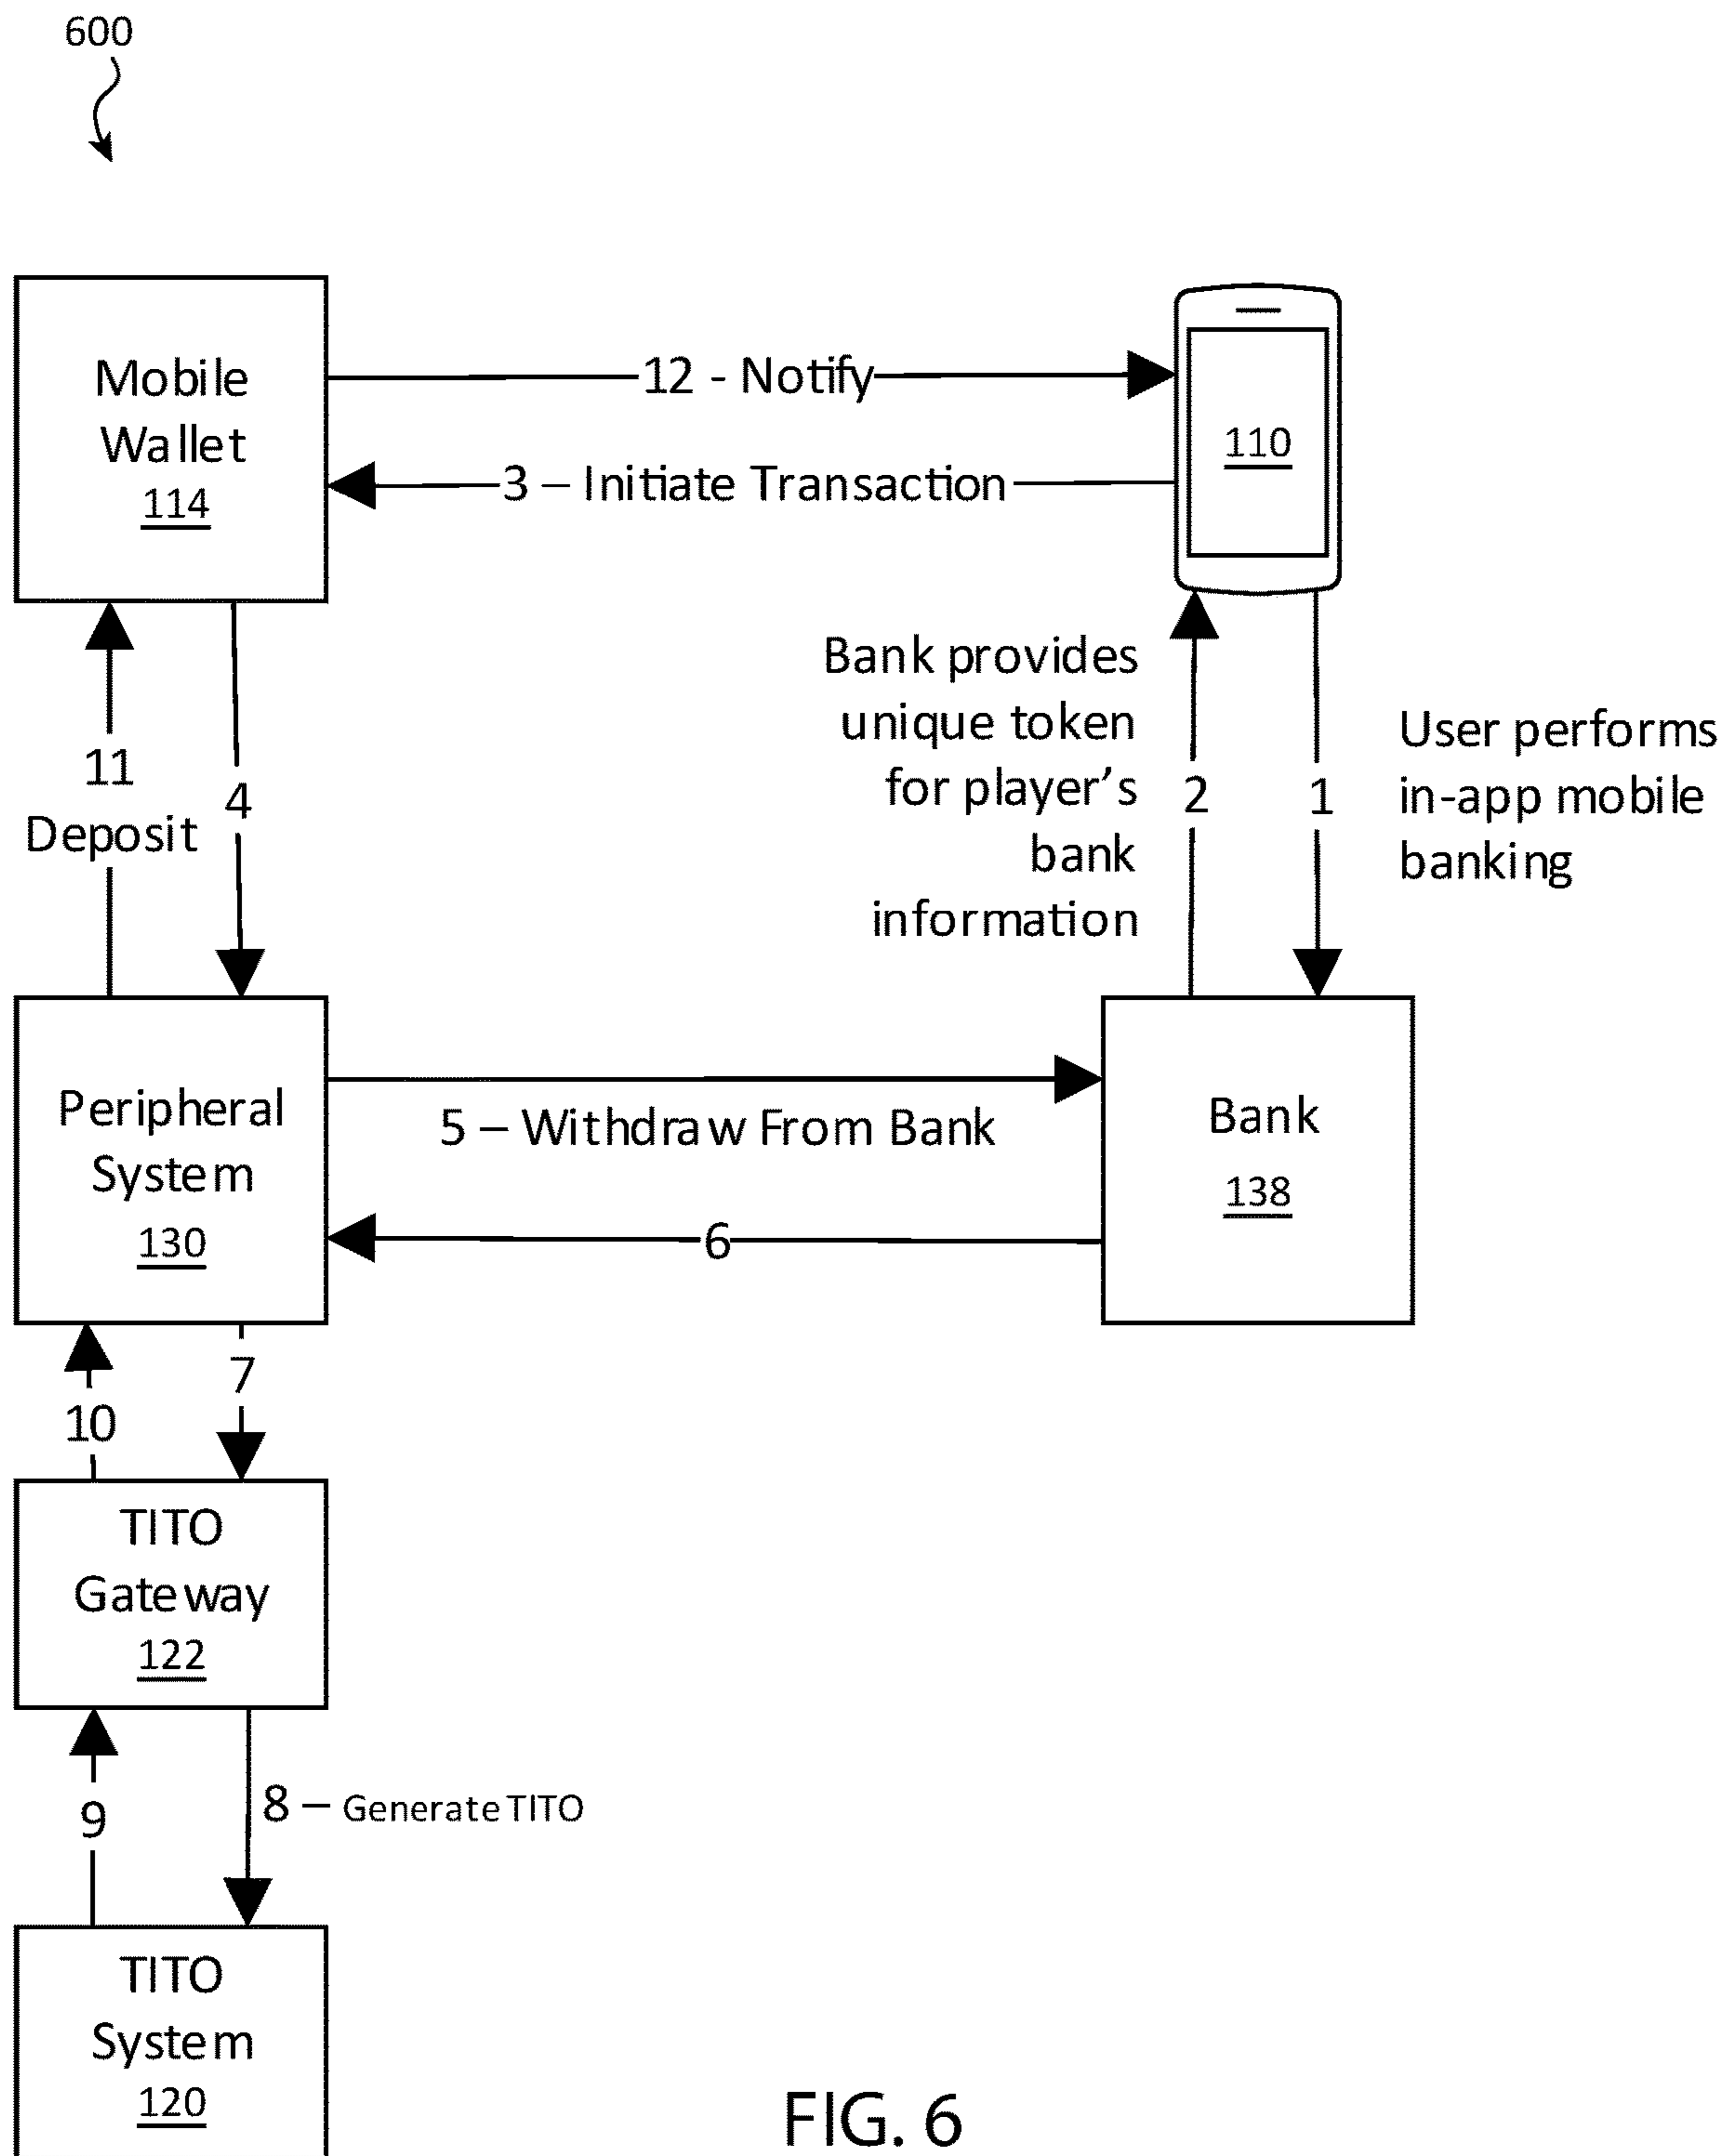 600
Mobile
Wallet
114
12 - Notify
3 – Initiate Transaction
110
11
Deposit
4
Bank provides
unique token
for player’s
bank
information
2
1
User performs
in-app mobile
banking
Peripheral
System
130
5 – Withdraw From Bank
6
Bank
138
10
7
TITO
Gateway
122
9
8 – Generate TITO
TITO
System
120
FIG. 6